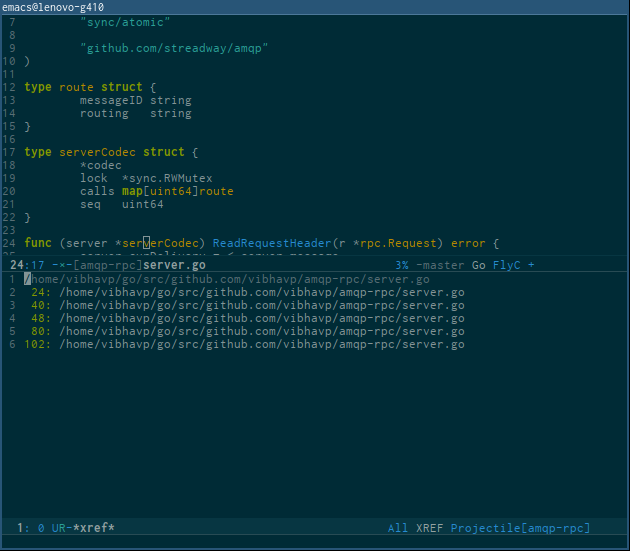 emacs@lenovo-g410
7 "sync/atomic"
8
9 "github.com/streadway/amqp"
10 )
11
12 type route struct {
13 messageID string
14 routing string
15 }
16
17 type serverCodec struct {
18 *codec
19 lock *sync.RWMutex
20 calls map[uint64]route
21 seq uint64
22 }
23
24 func (server *serverCodec) ReadRequestHeader(r *rpc.Request) error {
24:17 -×-[amqp-rpc]server.go 3% -master Go FlyC +
1 /home/vibhavp/go/src/github.com/vibhavp/amqp-rpc/server.go
2 24: /home/vibhavp/go/src/github.com/vibhavp/amqp-rpc/server.go
3 40: /home/vibhavp/go/src/github.com/vibhavp/amqp-rpc/server.go
4 48: /home/vibhavp/go/src/github.com/vibhavp/amqp-rpc/server.go
5 80: /home/vibhavp/go/src/github.com/vibhavp/amqp-rpc/server.go
6 102: /home/vibhavp/go/src/github.com/vibhavp/amqp-rpc/server.go
1: 0 UR-*xref* All XREF Projectile[amqp-rpc]